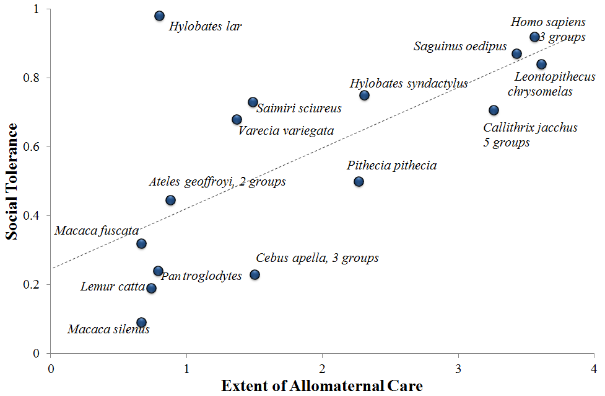 1
Hylobates lar
Homo sapiens
3 groups
Saguinus oedipus
0.8
Leontopithecus
chrysomelas
Hylobates syndactylus
Saimiri sciureus
Varecia variegata
Callithrix jacchus
5 groups
0.6
Pithecia pithecia
Ateles geoffroyi, 2 groups
0.4
Macaca fuscata
Cebus apella, 3 groups
Pan troglodytes
0.2
Lemur catta
Macaca silenus
0
0 1 2 3 4
Social Tolerance
Extent of Allomaternal Care